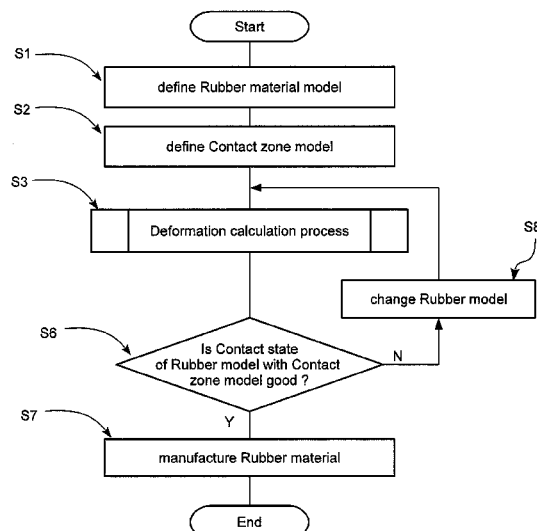 Start
S1
define Rubber material model
S2
define Contact zone model
S3
Deformation calculation process
S8
change Rubber model
S6
Is Contact state
of Rubber model with Contact
zone model good ?
N
Y
S7
manufacture Rubber material
End